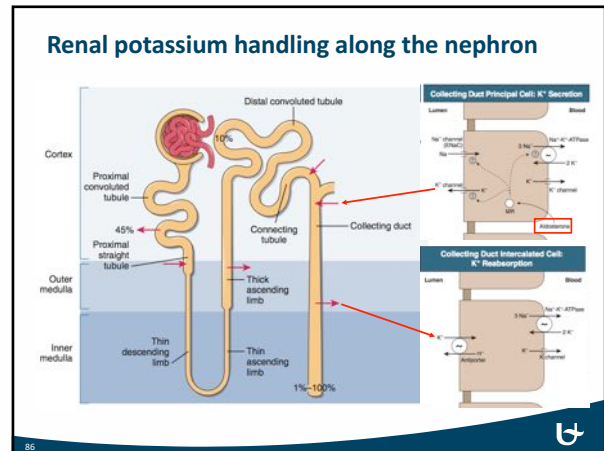 Renal potassium handling along the nephron
Cortex
Outer
medulla
Inner
medulla
Distal convoluted tubule
10%
Proximal
convoluted
tubule
45%
Proximal
straight
tubule
Connecting
tubule
Collecting duct
Thick
ascending
limb
Thin
descending
limb
Thin
ascending
limb
1%–100%
Collecting Duct Principal Cell: K+ Secretion
Lumen
Blood
Na+ channel
(ENaC)
Na
Na+-K+-ATPase
3 Na+
2 K+
K+ channel
K+
K+
K+ channel
MR
Aldosterone
Collecting Duct Intercalated Cell:
K+ Reabsorption
Lumen
Blood
Na+-K+-ATPase
3 Na+
2 K+
K+
H+
Antiporter
K+
K channel
86